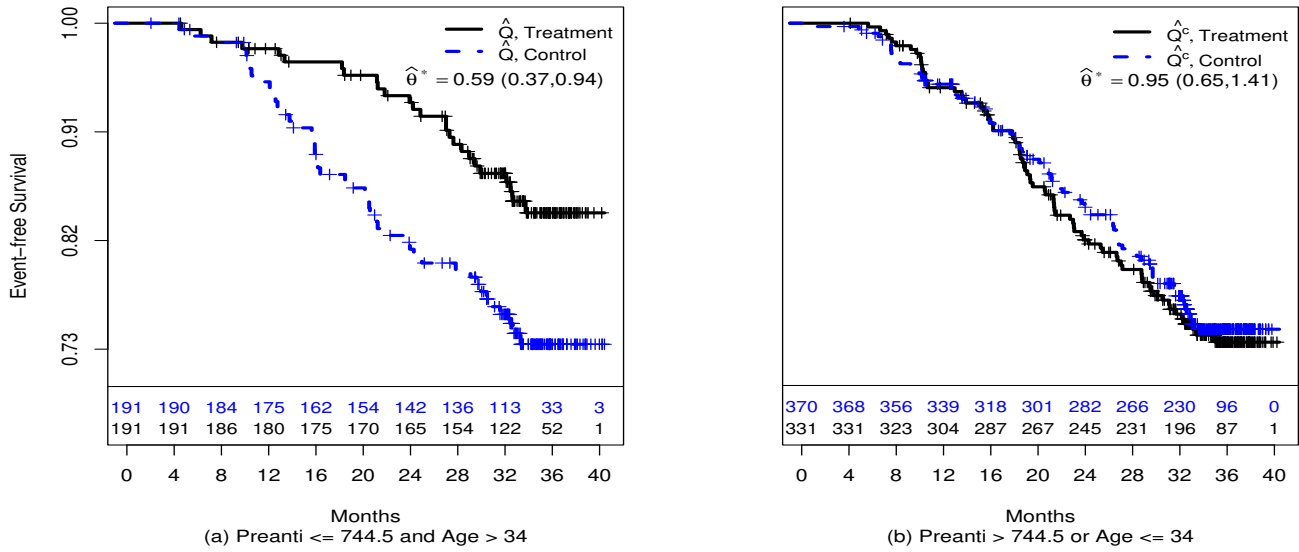 Event−free Survival
1.00
0.91
0.82
0.73
Q̂, Treatment
Q̂, Control
θ̂* = 0.59 (0.37,0.94)
191 190 184 175 162 154 142 136 113 33 3
191 191 186 180 175 170 165 154 122 52 1
0 4 8 12 16 20 24 28 32 36 40
Months
(a) Preanti <= 744.5 and Age > 34
Q̂ᶜ, Treatment
Q̂ᶜ, Control
θ̂* = 0.95 (0.65,1.41)
370 368 356 339 318 301 282 266 230 96 0
331 331 323 304 287 267 245 231 196 87 1
0 4 8 12 16 20 24 28 32 36 40
Months
(b) Preanti > 744.5 or Age <= 34